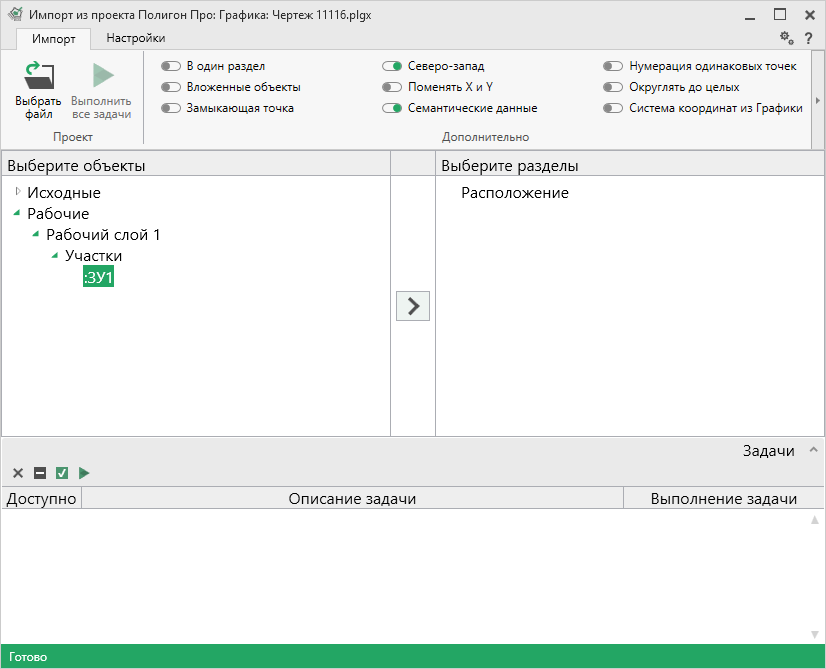 Импорт из проекта Полигон Про: Графика: Чертеж 11116.plgx
Импорт
Настройки
?
Выбрать
файл
Выполнить
все задачи
Проект
В один раздел
Вложенные объекты
Замыкающая точка
Северо-запад
Поменять X и Y
Семантические данные
Нумерация одинаковых точек
Округлять до целых
Система координат из Графики
Дополнительно
Выберите объекты
Выберите разделы
Исходные
Рабочие
Рабочий слой 1
Участки
:ЗУ1
Расположение
Задачи
Доступно
Описание задачи
Выполнение задачи
Готово